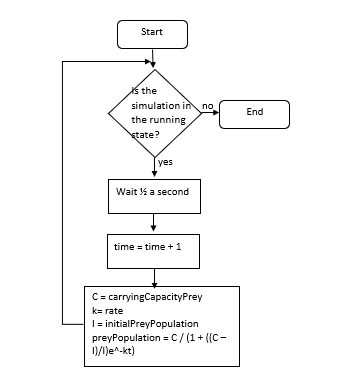 Start
Is the
simulation in
the running
state?
no
End
yes
Wait ½ a second
time = time + 1
C = carryingCapacityPrey
k= rate
I = initialPreyPopulation
preyPopulation = C / (1 + ((C –
I)/I)e^-kt)